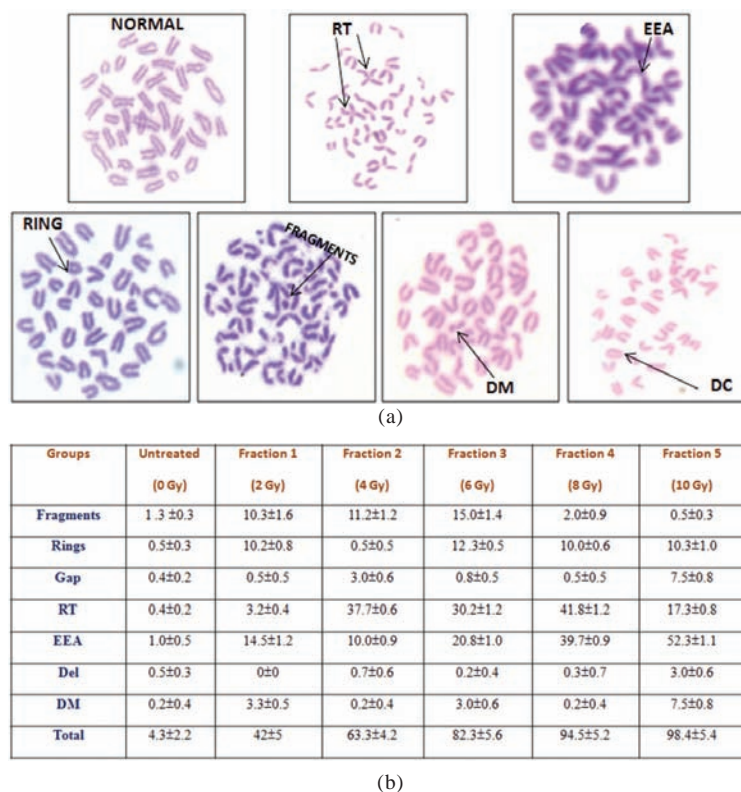 NORMAL
RT
EEA
RING
FRAGMENTS
DM
DC
(a)
Groups Untreated Fraction 1 Fraction 2 Fraction 3 Fraction 4 Fraction 5
(0 Gy) (2 Gy) (4 Gy) (6 Gy) (8 Gy) (10 Gy)
Fragments 1.3 ±0.3 10.3±1.6 11.2±1.2 15.0±1.4 2.0±0.9 0.5±0.3
Rings 0.5±0.3 10.2±0.8 0.5±0.5 12.3±0.5 10.0±0.6 10.3±1.0
Gap 0.4±0.2 0.5±0.5 3.0±0.6 0.8±0.5 0.5±0.5 7.5±0.8
RT 0.4±0.2 3.2±0.4 37.7±0.6 30.2±1.2 41.8±1.2 17.3±0.8
EEA 1.0±0.5 14.5±1.2 10.0±0.9 20.8±1.0 39.7±0.9 52.3±1.1
Del 0.5±0.3 0±0 0.7±0.6 0.2±0.4 0.3±0.7 3.0±0.6
DM 0.2±0.4 3.3±0.5 0.2±0.4 3.0±0.6 0.2±0.4 7.5±0.8
Total 4.3±2.2 42±5 63.3±4.2 82.3±5.6 94.5±5.2 98.4±5.4
(b)